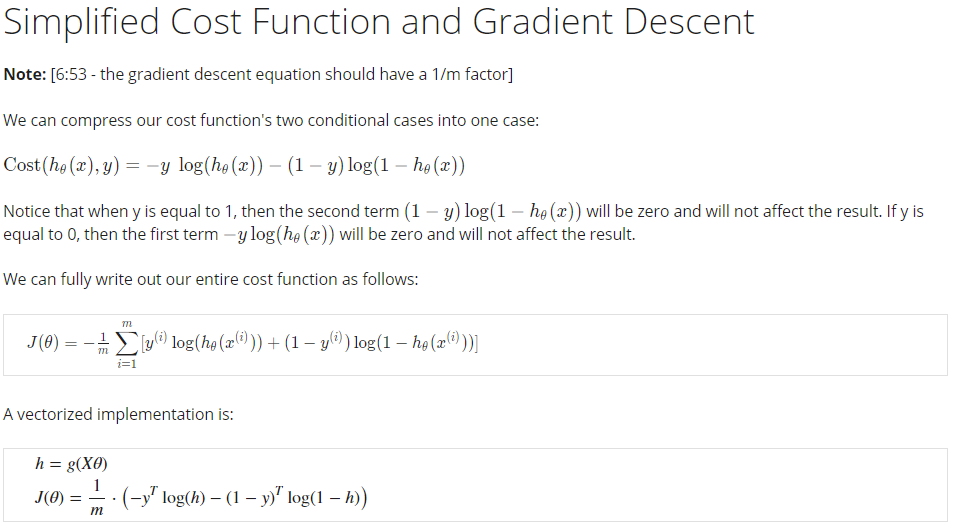 Simplified Cost Function and Gradient Descent
Note: [6:53 - the gradient descent equation should have a 1/m factor]
We can compress our cost function's two conditional cases into one case:
Cost(hθ(x), y) = −y log(hθ(x)) − (1 − y) log(1 − hθ(x))
Notice that when y is equal to 1, then the second term (1 − y) log(1 − hθ(x)) will be zero and will not affect the result. If y is
equal to 0, then the first term −y log(hθ(x)) will be zero and will not affect the result.
We can fully write out our entire cost function as follows:
J(θ) = −1/m ∑_{i=1}^{m} [y^(i) log(hθ(x^(i))) + (1 − y^(i)) log(1 − hθ(x^(i)))]
A vectorized implementation is:
h = g(Xθ)
J(θ) = 1/m · (−y^T log(h) − (1 − y)^T log(1 − h))